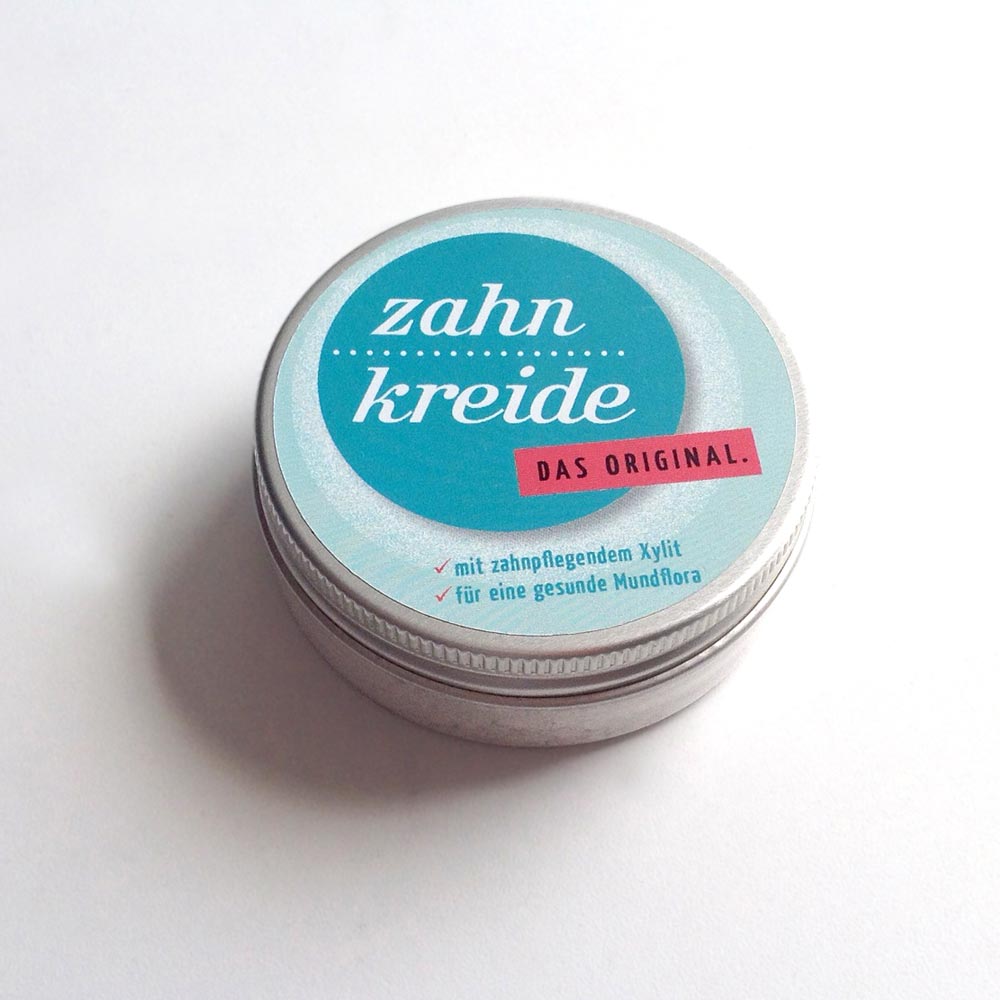 zahn
kreide
DAS ORIGINAL.
✓ mit zahnpflegendem Xylit
✓ für eine gesunde Mundflora